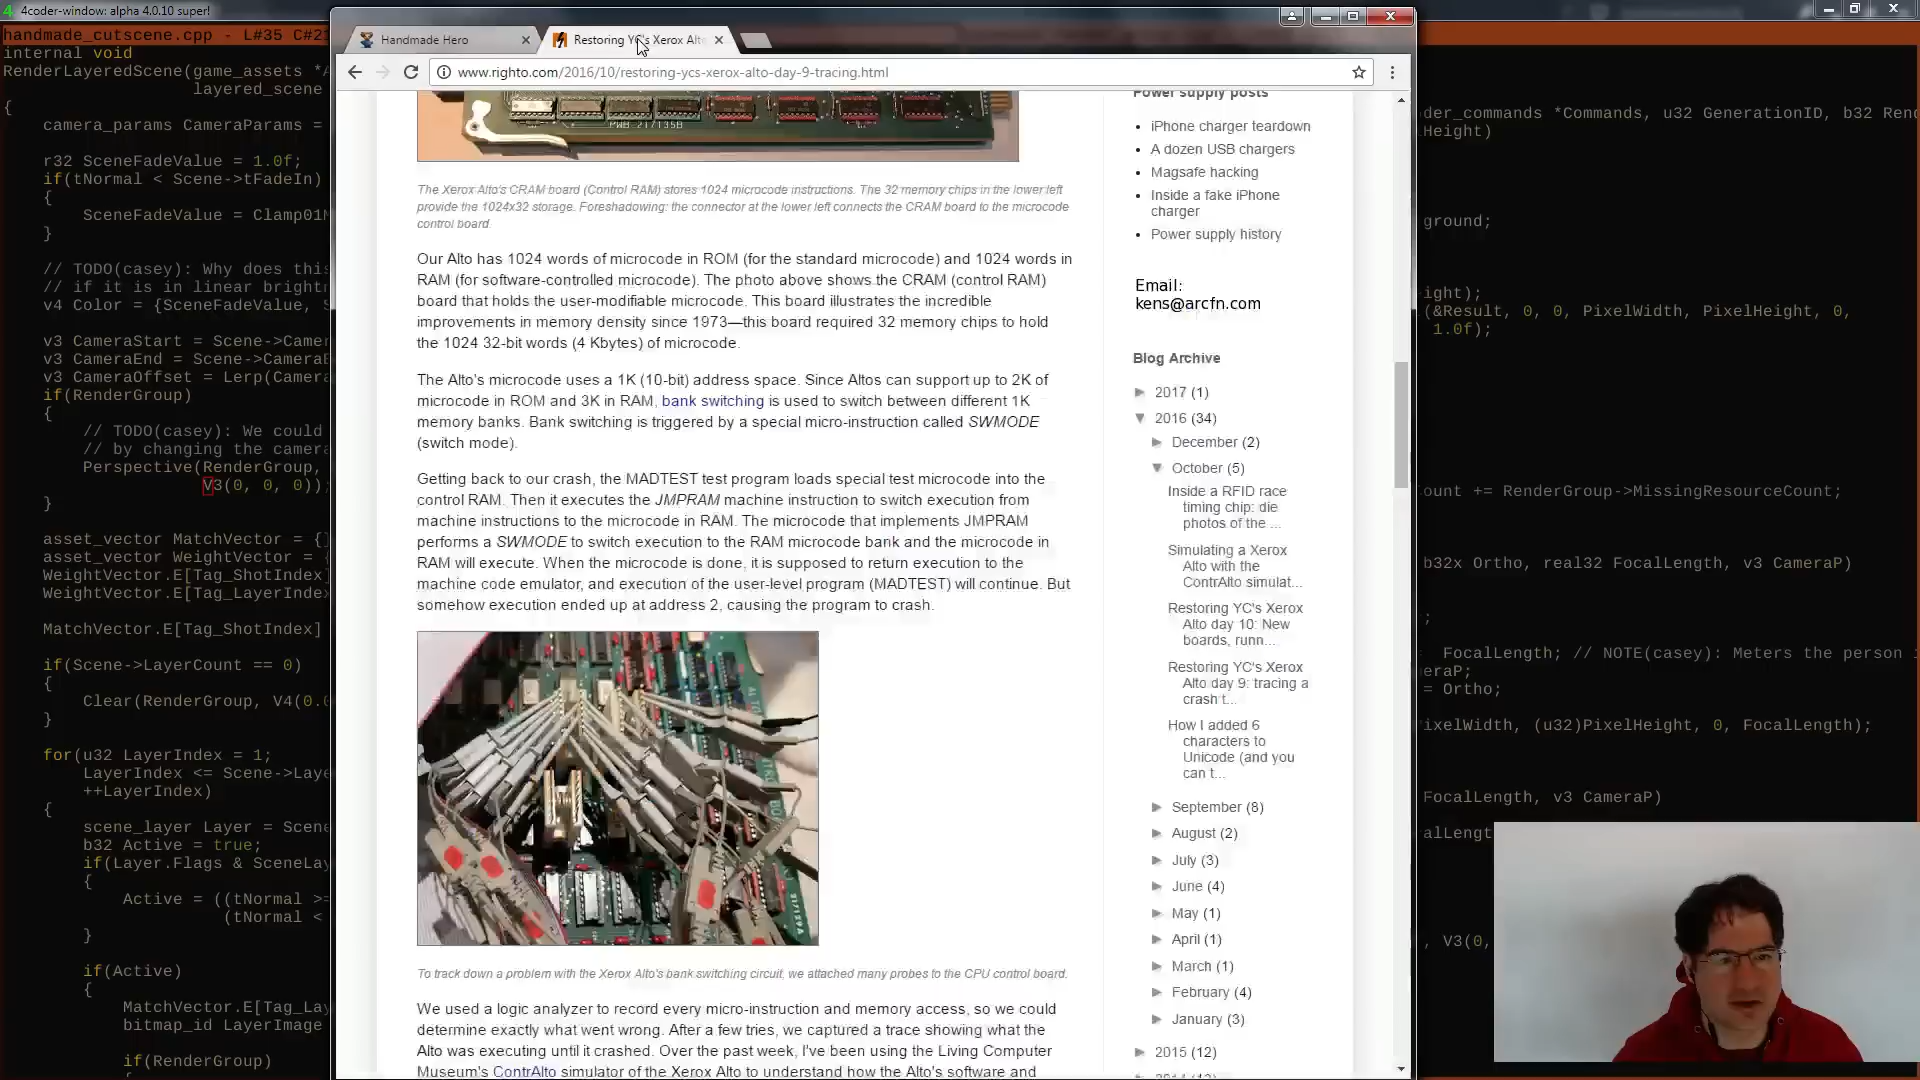 4coder-window: alpha 4.0.10 super!
handmade_cutscene.cpp - L#35 C#21
internal void
RenderLayeredScene(game_assets *A
layered_scene
{
camera_params CameraParams =
r32 SceneFadeValue = 1.0f;
if(tNormal < Scene->tFadeIn)
{
SceneFadeValue = Clamp01M
}
// TODO(casey): Why does this
// if it is in linear brightn
v4 Color = {SceneFadeValue, S
v3 CameraStart = Scene->Camer
v3 CameraEnd = Scene->CameraE
v3 CameraOffset = Lerp(Camera
if(RenderGroup)
{
// TODO(casey): We could
// by changing the camera
Perspective(RenderGroup,
V3(0, 0, 0));
}
asset_vector MatchVector = {}
asset_vector WeightVector = {
WeightVector.E[Tag_ShotIndex]
WeightVector.E[Tag_LayerIndex
MatchVector.E[Tag_ShotIndex]
if(Scene->LayerCount == 0)
{
Clear(RenderGroup, V4(0.0
}
for(u32 LayerIndex = 1;
LayerIndex <= Scene->Laye
++LayerIndex)
{
scene_layer Layer = Scene
b32 Active = true;
if(Layer.Flags & SceneLay
{
Active = ((tNormal >=
(tNormal <
}
if(Active)
{
MatchVector.E[Tag_Lay
bitmap_id LayerImage
if(RenderGroup)
{
Handmade Hero
Restoring YC's Xerox Alto
www.righto.com/2016/10/restoring-ycs-xerox-alto-day-9-tracing.html
PWB 217135B
The Xerox Alto's CRAM board (Control RAM) stores 1024 microcode instructions. The 32 memory chips in the lower left
provide the 1024x32 storage. Foreshadowing: the connector at the lower left connects the CRAM board to the microcode
control board.
Our Alto has 1024 words of microcode in ROM (for the standard microcode) and 1024 words in
RAM (for software-controlled microcode). The photo above shows the CRAM (control RAM)
board that holds the user-modifiable microcode. This board illustrates the incredible
improvements in memory density since 1973—this board required 32 memory chips to hold
the 1024 32-bit words (4 Kbytes) of microcode.
The Alto's microcode uses a 1K (10-bit) address space. Since Altos can support up to 2K of
microcode in ROM and 3K in RAM, bank switching is used to switch between different 1K
memory banks. Bank switching is triggered by a special micro-instruction called SWMODE
(switch mode).
Getting back to our crash, the MADTEST test program loads special test microcode into the
control RAM. Then it executes the JMPRAM machine instruction to switch execution from
machine instructions to the microcode in RAM. The microcode that implements JMPRAM
performs a SWMODE to switch execution to the RAM microcode bank and the microcode in
RAM will execute. When the microcode is done, it is supposed to return execution to the
machine code emulator, and execution of the user-level program (MADTEST) will continue. But
somehow execution ended up at address 2, causing the program to crash.
To track down a problem with the Xerox Alto's bank switching circuit, we attached many probes to the CPU control board.
We used a logic analyzer to record every micro-instruction and memory access, so we could
determine exactly what went wrong. After a few tries, we captured a trace showing what the
Alto was executing until it crashed. Over the past week, I've been using the Living Computer
Museum's ContrAlto simulator of the Xerox Alto to understand how the Alto's software and
Power supply posts
iPhone charger teardown
A dozen USB chargers
Magsafe hacking
Inside a fake iPhone
charger
Power supply history
Email:
kens@arcfn.com
Blog Archive
► 2017 (1)
▼ 2016 (34)
► December (2)
▼ October (5)
Inside a RFID race
timing chip: die
photos of the ...
Simulating a Xerox
Alto with the
ContrAlto simulat...
Restoring YC's Xerox
Alto day 10: New
boards, runn...
Restoring YC's Xerox
Alto day 9: tracing a
crash t...
How I added 6
characters to
Unicode (and you
can t...
► September (8)
► August (2)
► July (3)
► June (4)
► May (1)
► April (1)
► March (1)
► February (4)
► January (3)
► 2015 (12)
der_commands *Commands, u32 GenerationID, b32 Rend
lHeight)
ground;
ight);
(&Result, 0, 0, PixelWidth, PixelHeight, 0,
1.0f);
ount += RenderGroup->MissingResourceCount;
b32x Ortho, real32 FocalLength, v3 CameraP)
;
FocalLength; // NOTE(casey): Meters the person i
eraP;
= Ortho;
ixelWidth, (u32)PixelHeight, 0, FocalLength);
FocalLength, v3 CameraP)
alLengt
, V3(0,